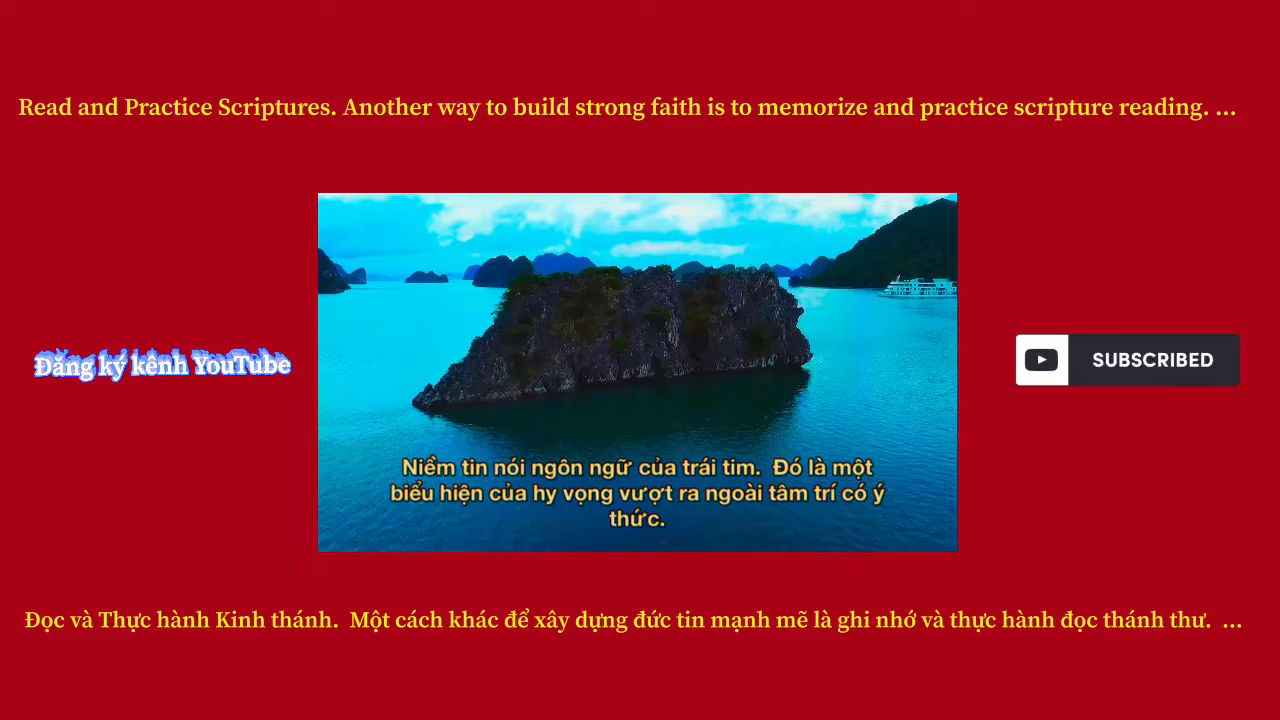 Read and Practice Scriptures. Another way to build strong faith is to memorize and practice scripture reading. ...
Đăng ký kênh YouTube
SUBSCRIBED
Niềm tin nói ngôn ngữ của trái tim.  Đó là một
biểu hiện của hy vọng vượt ra ngoài tâm trí có ý
thức.
Đọc và Thực hành Kinh thánh.  Một cách khác để xây dựng đức tin mạnh mẽ là ghi nhớ và thực hành đọc thánh thư.  ...